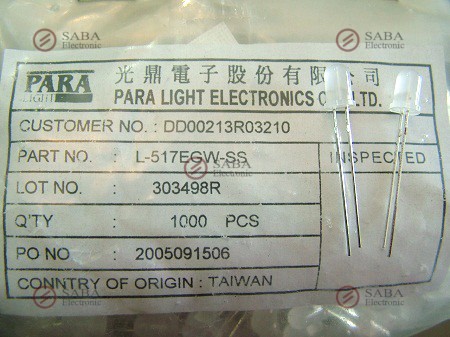 SABA
Electronic
SABA
Electronic
PARA
LIGHT
光鼎電子股份有限公司
PARA LIGHT ELECTRONICS CO., LTD.
CUSTOMER NO. : DD00213R03210
PART NO. : L-517EGW-SS
INSPECTED
LOT NO. : 303498R
Q'TY : 1000 PCS
PO NO : 2005091506
CONNTRY OF ORIGIN : TAIWAN
SABA
Electronic
SABA
Electronic